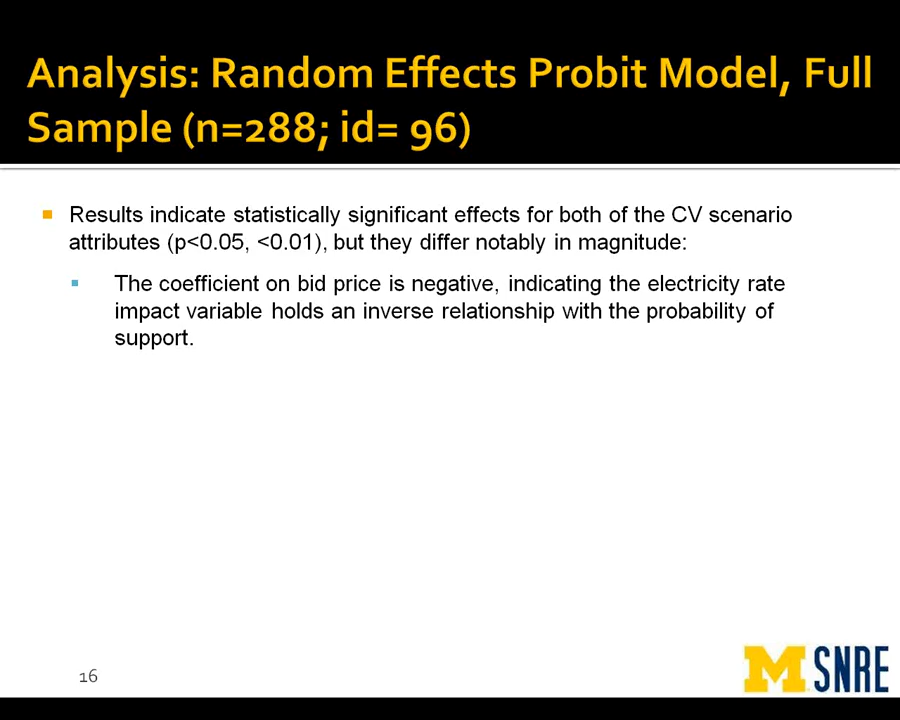 Analysis: Random Effects Probit Model, Full
Sample (n=288; id= 96)
Results indicate statistically significant effects for both of the CV scenario
attributes (p<0.05, <0.01), but they differ notably in magnitude:
The coefficient on bid price is negative, indicating the electricity rate
impact variable holds an inverse relationship with the probability of
support.
16
M SNRE